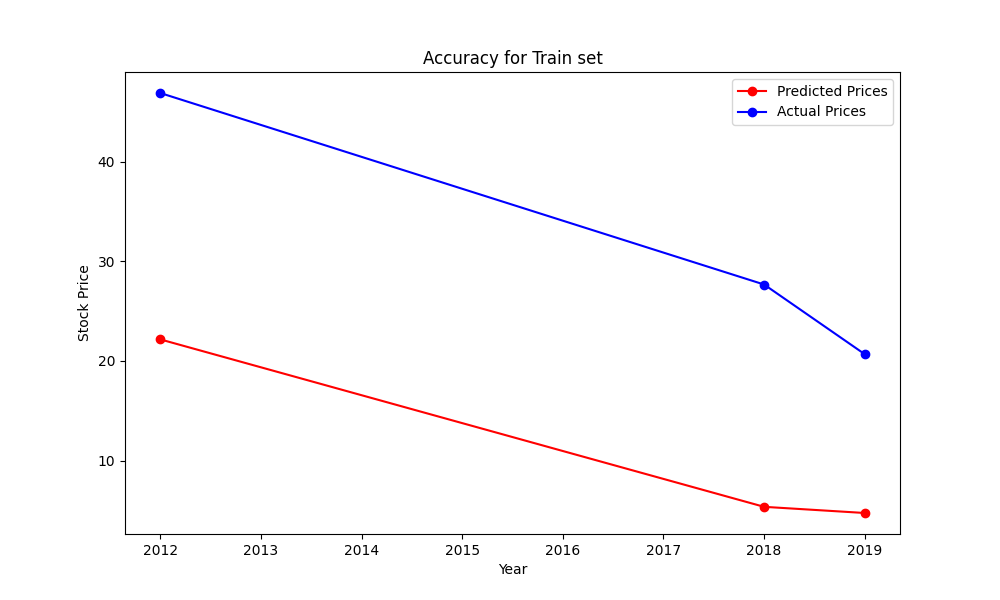 Accuracy for Train set
Predicted Prices
Actual Prices
Stock Price
40
30
20
10
2012 2013 2014 2015 2016 2017 2018 2019
Year